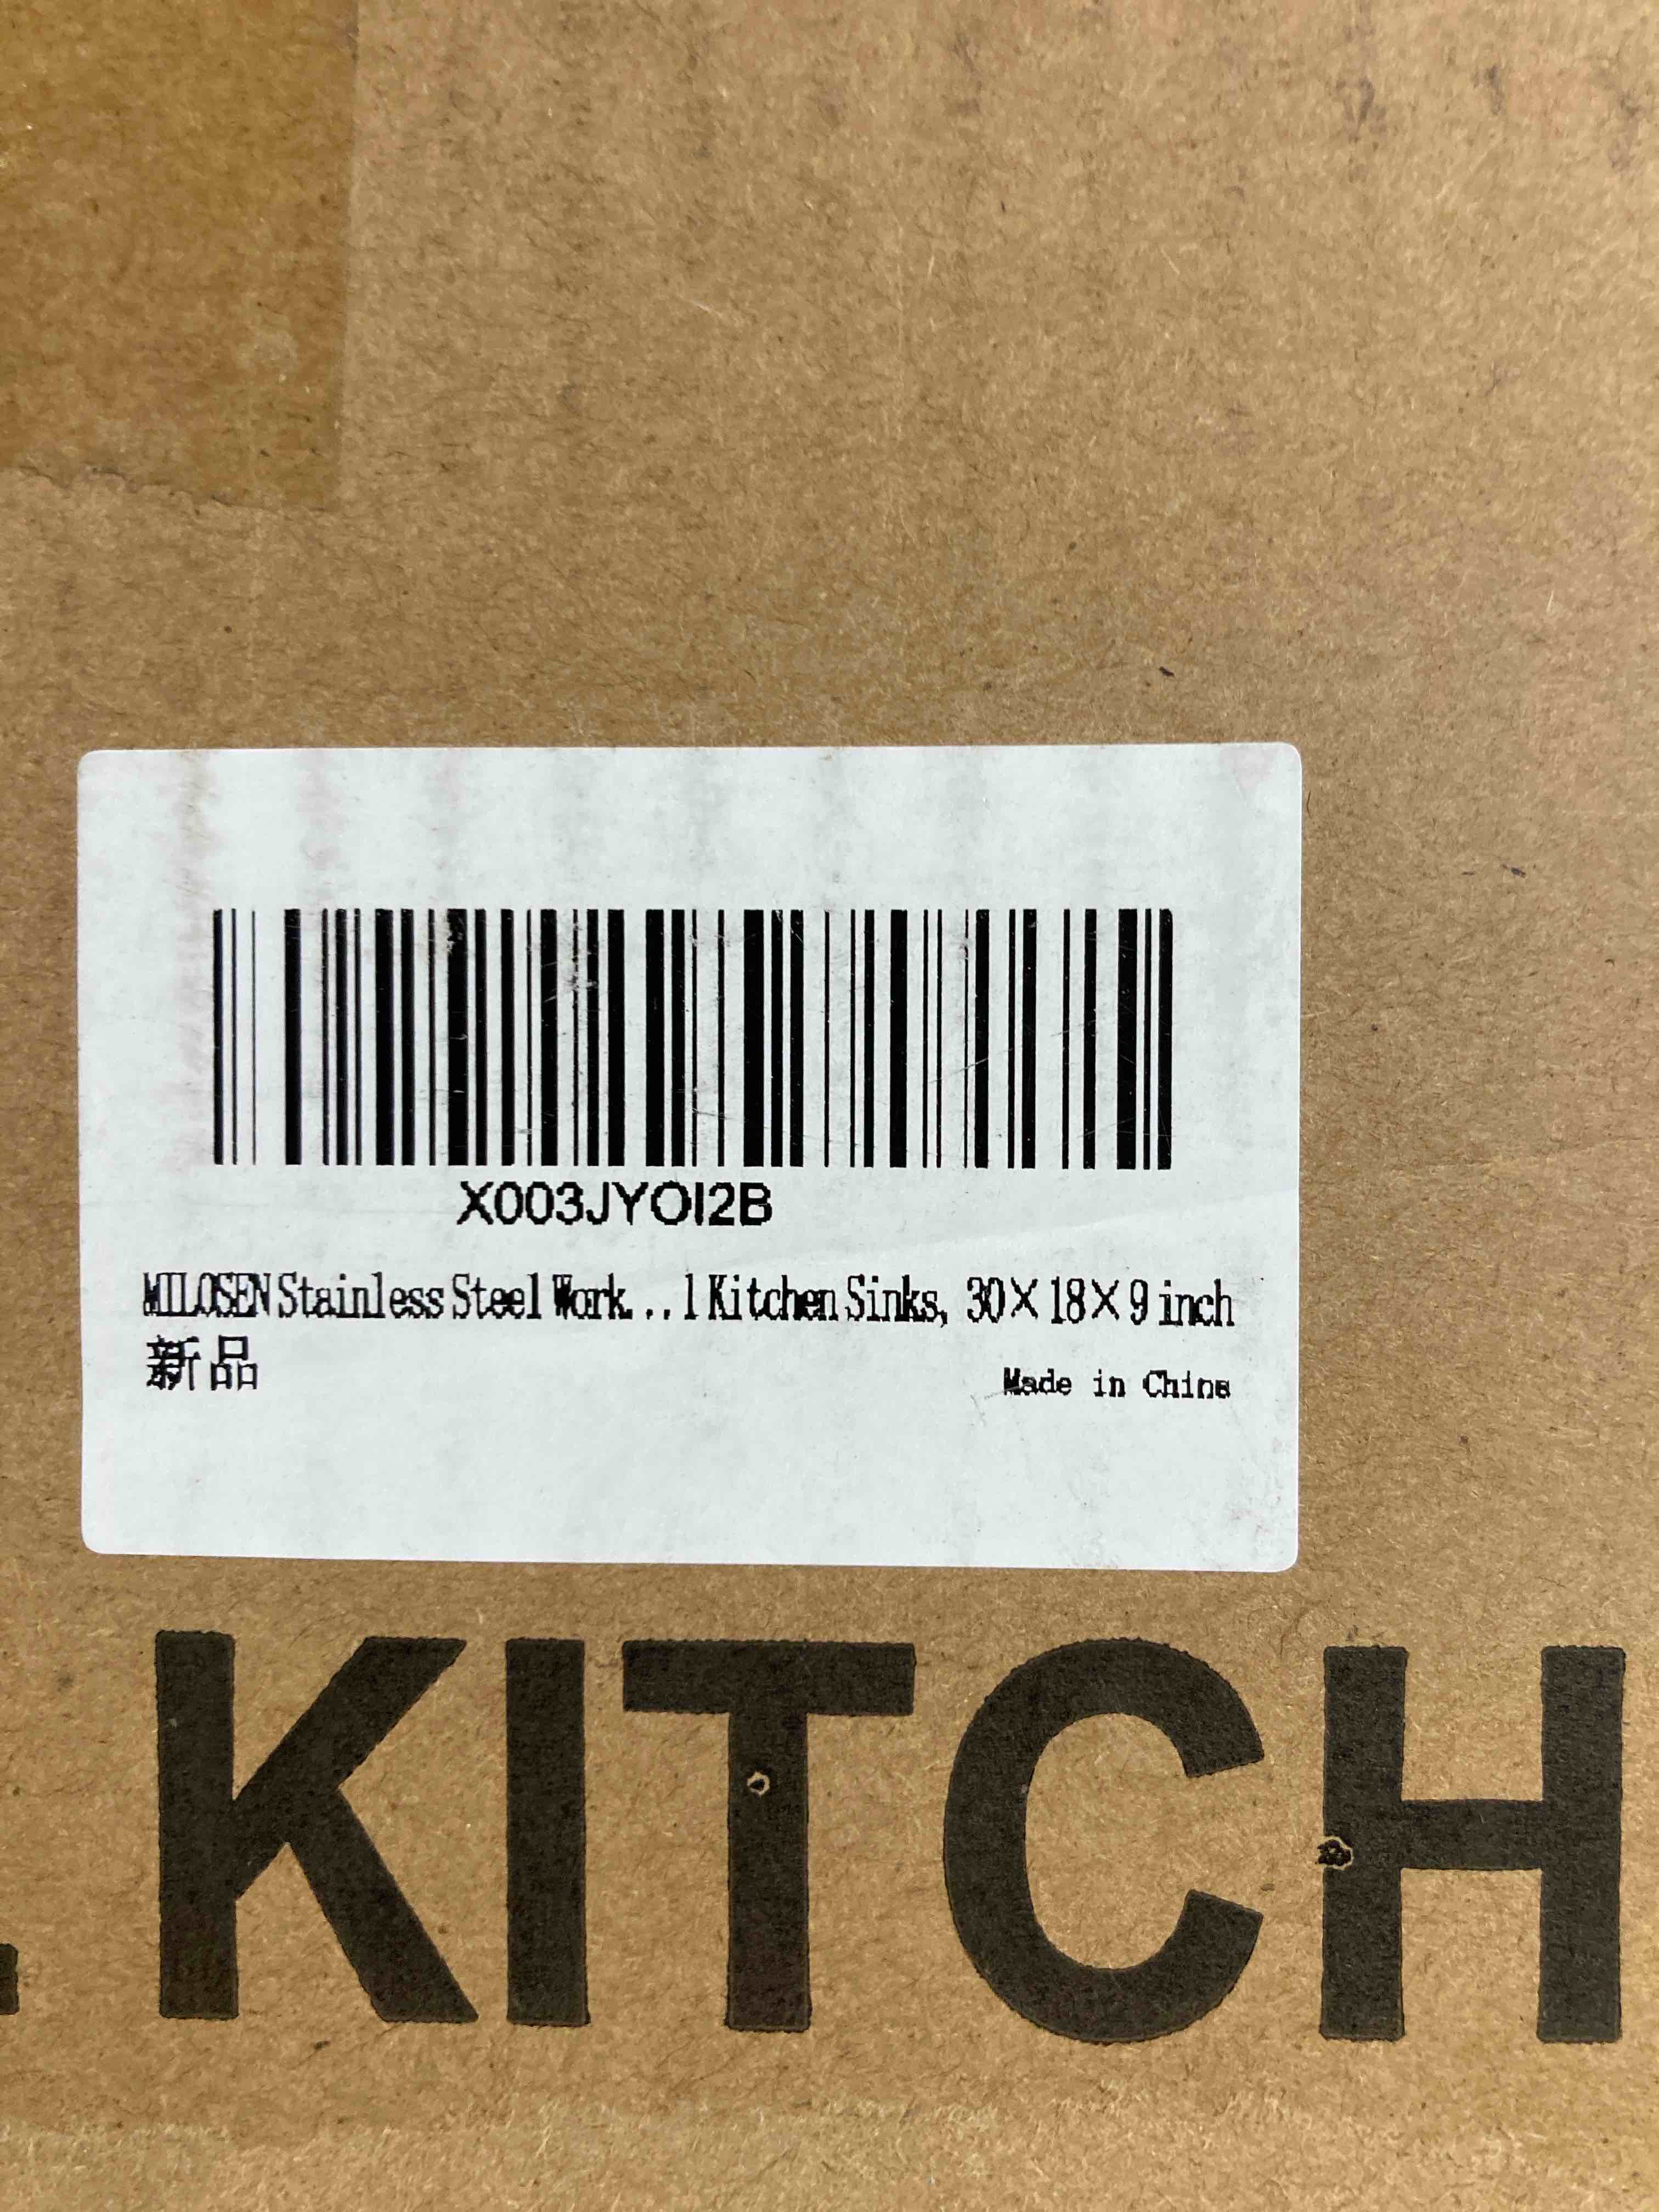 X003JYOI2B
MILOSEN Stainless Steel Work...l Kitchen Sinks, 30×18×9 inch
新品
Made in China
KITCH